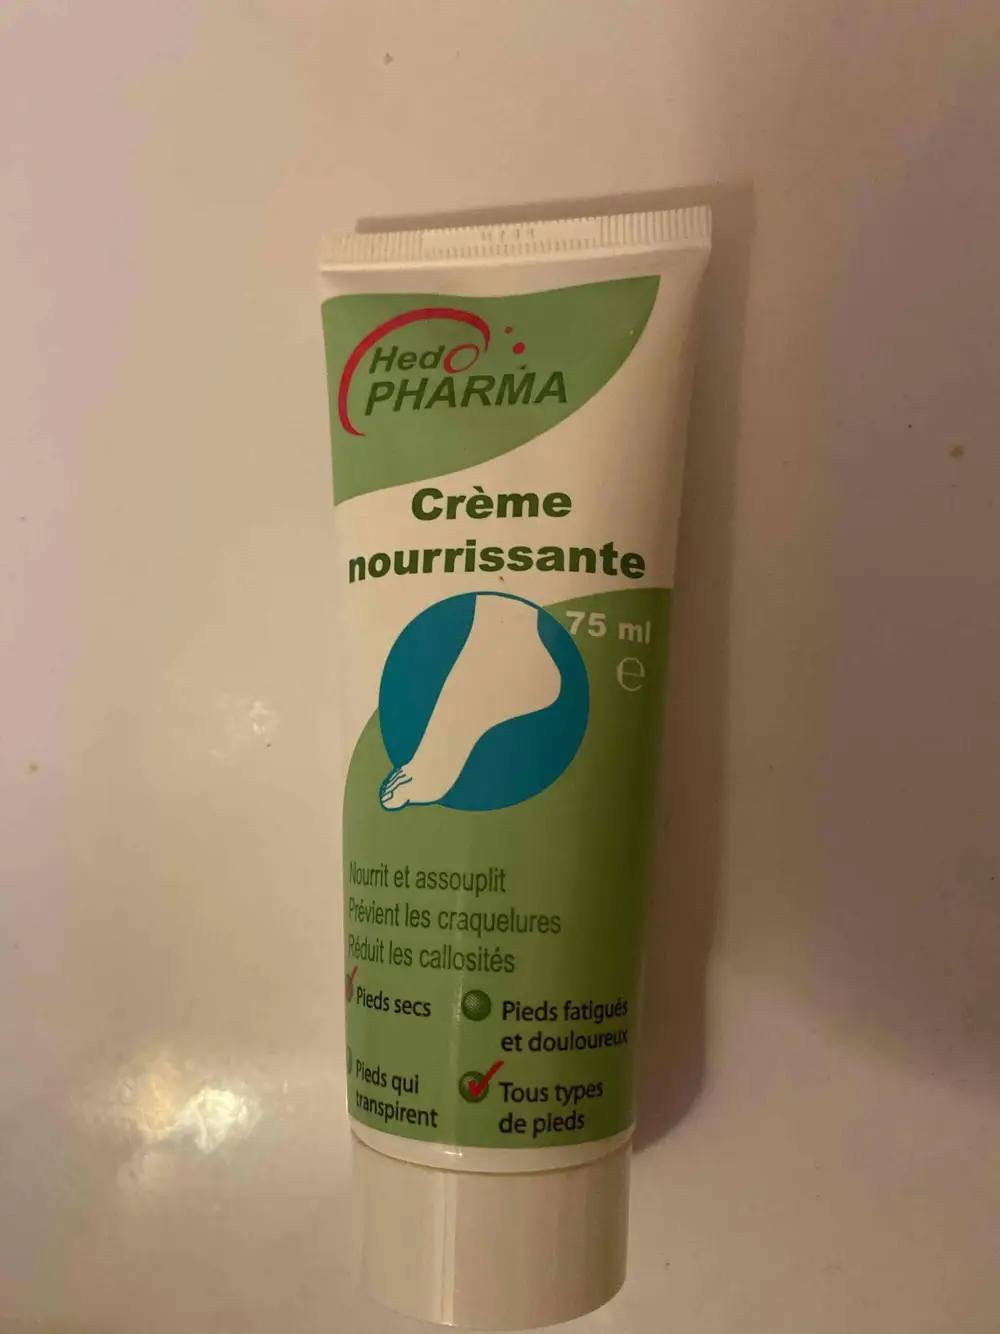 Hedo
PHARMA
Crème
nourrissante
75 ml
e
Nourrit et assouplit
Prévient les craquelures
Réduit les callosités
Pieds secs
Pieds fatigués
et douloureux
Pieds qui
transpirent
Tous types
de pieds